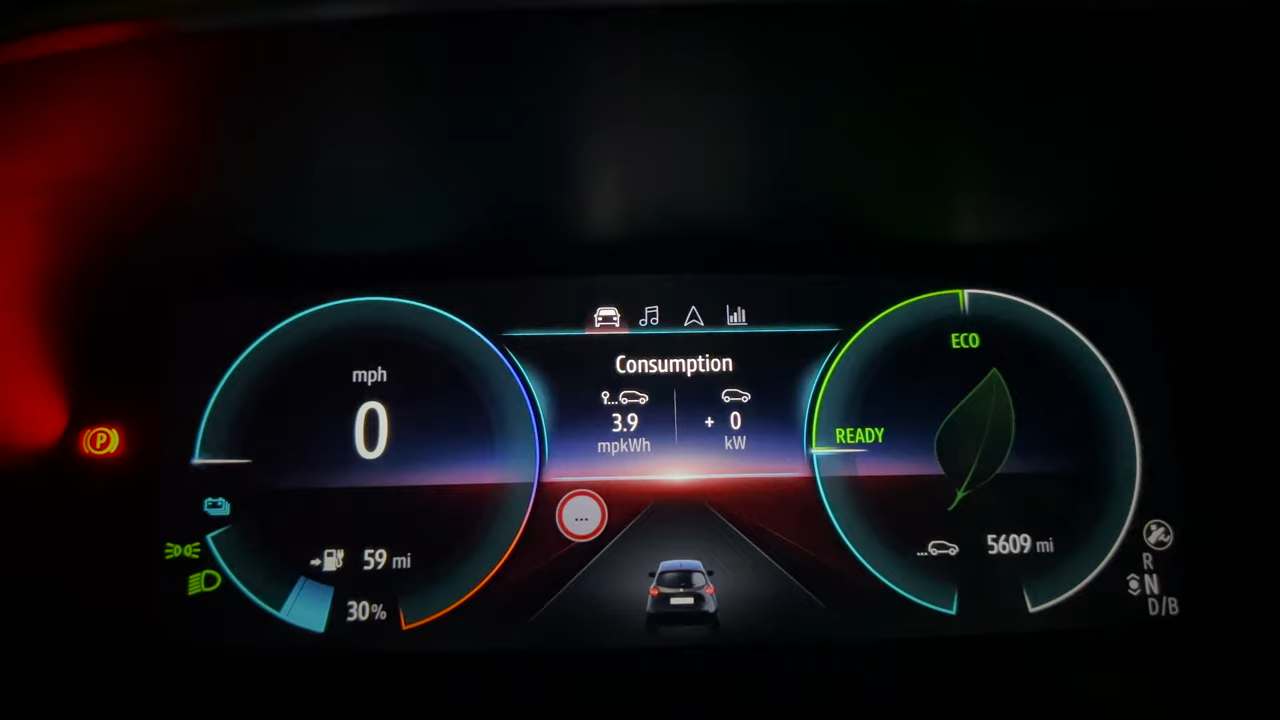 Consumption
mph
0
3.9
mpkWh
+ 0
kW
ECO
READY
P
...
59 mi
30%
5609 mi
R
N
D/B